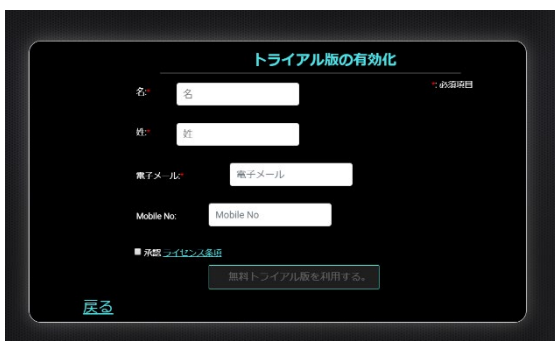 トライアル版の有効化
*: 必須項目
名:*
名
姓:*
姓
電子メール:*
電子メール
Mobile No:
Mobile No
承認 ライセンス条項
無料トライアル版を利用する。
戻る